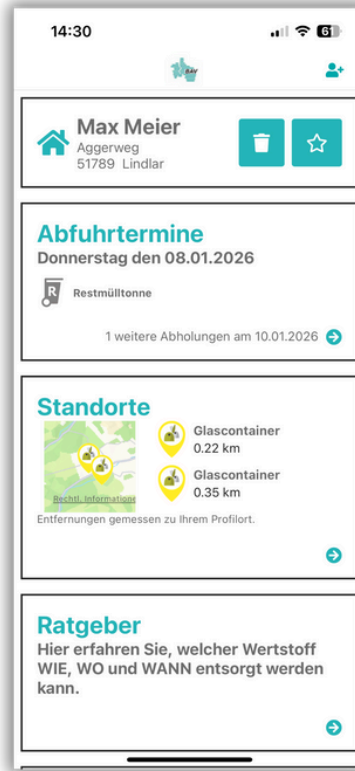 14:30
61
BAV
Max Meier
Aggerweg
51789 Lindlar
Abfuhrtermine
Donnerstag den 08.01.2026
R
Restmülltonne
1 weitere Abholungen am 10.01.2026
Standorte
Glascontainer
0.22 km
Glascontainer
0.35 km
Rechtl. Informatione
Entfernungen gemessen zu Ihrem Profilort.
Ratgeber
Hier erfahren Sie, welcher Wertstoff
WIE, WO und WANN entsorgt werden
kann.